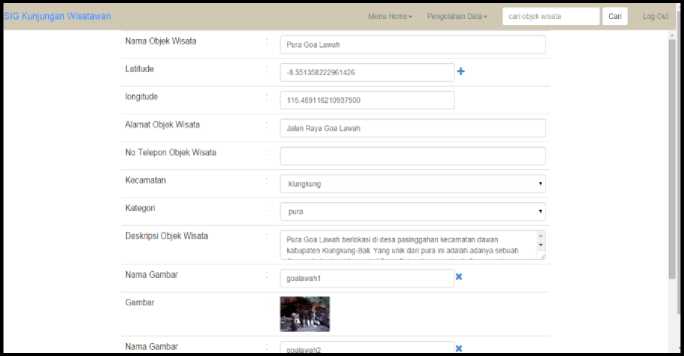 SIG Kunjungan Wisatawan Menu Home Pengolahan Data cari objek wisata Cari Log Out
Nama Objek Wisata : Pura Goa Lawah
Latitude : -8.551358222961426
longitude : 115.469116210937500
Alamat Objek Wisata : Jalan Raya Goa Lawah
No Telepon Objek Wisata :
Kecamatan : klungkung
Kategori : pura
Deskripsi Objek Wisata : Pura Goa Lawah berlokasi di desa pasinggahan kecamatan dawan
kabupaten Klungkung-Bali. Yang unik dari pura ini adalah adanya sebuah
Nama Gambar : goalawah1
Gambar :
Nama Gambar : goalawah2